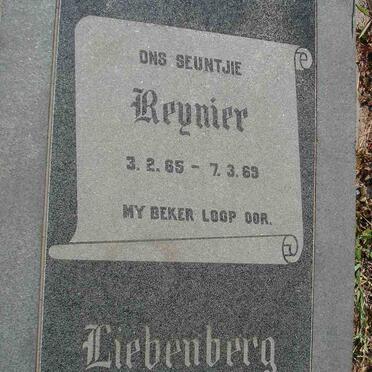 ONS SEUNTJIE
Reynier
3.2.65 - 7.3.69
MY BEKER LOOP OOR.
Liebenberg